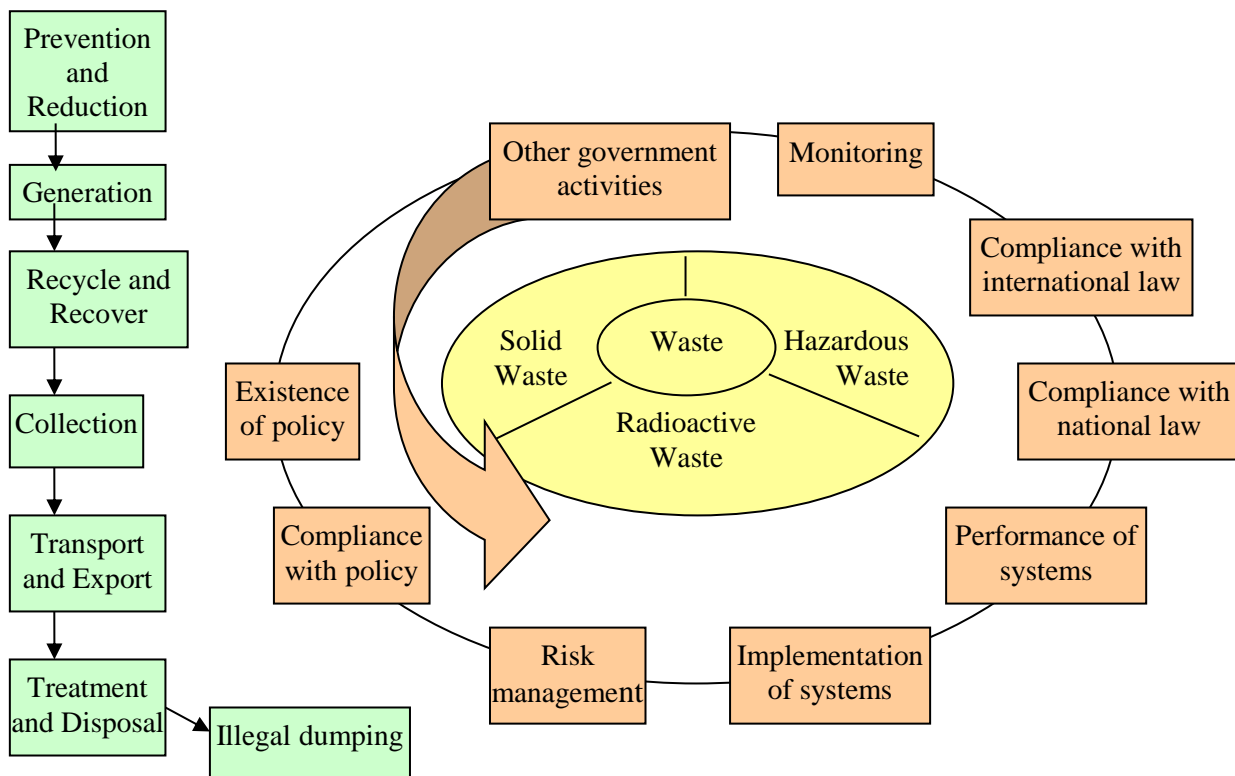 Prevention
and
Reduction
Generation
Recycle and
Recover
Collection
Transport
and Export
Treatment
and Disposal
Illegal dumping
Other government
activities
Monitoring
Compliance with
international law
Compliance with
national law
Performance of
systems
Implementation
of systems
Risk
management
Compliance
with policy
Existence
of policy
Solid
Waste
Waste
Hazardous
Waste
Radioactive
Waste